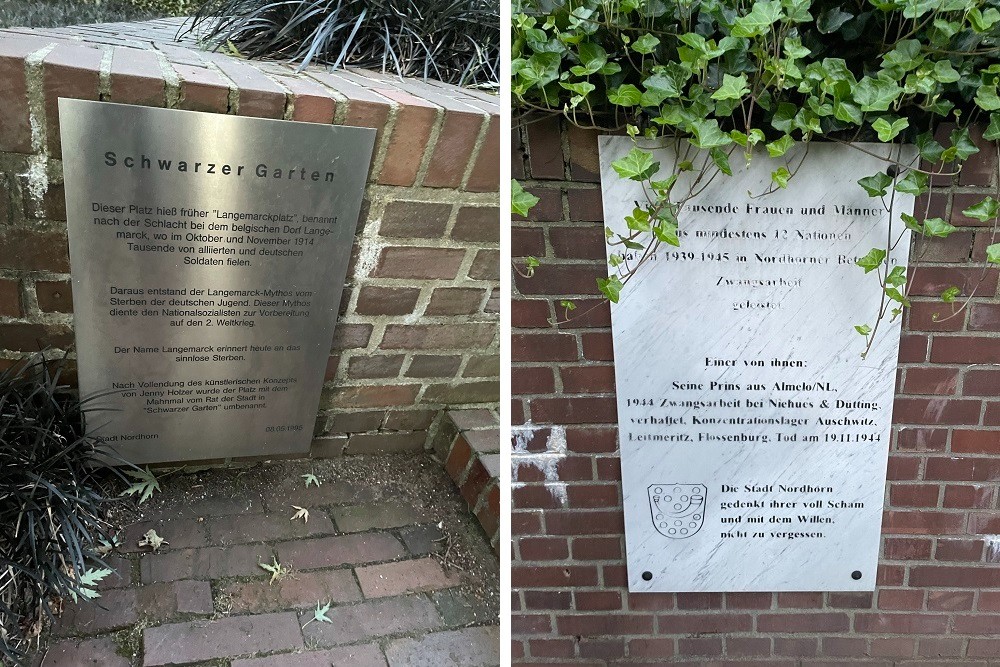 Schwarzer Garten
Dieser Platz hieß früher "Langemarckplatz", benannt
nach der Schlacht bei dem belgischen Dorf Lange-
marck, wo im Oktober und November 1914
Tausende von alliierten und deutschen
Soldaten fielen.
Daraus entstand der Langemarck-Mythos vom
Sterben der deutschen Jugend. Dieser Mythos
diente den Nationalsozialisten zur Vorbereitung
auf den 2. Weltkrieg.
Der Name Langemarck erinnert heute an das
sinnlose Sterben.
Nach Vollendung des künstlerischen Konzepts
von Jenny Holzer wurde der Platz mit dem
Mahnmal vom Rat der Stadt in
"Schwarzer Garten" umbenannt.
Stadt Nordhorn
Frauen und Männer
mindestens 12 Nationen
1939-1945 in Nordhorner
Zwangsarbeit
geleistet
Einer von ihnen:
Seine Prins aus Almelo/NL,
1944 Zwangsarbeit bei Niehues & Dütting,
verhaftet, Konzentrationslager Auschwitz,
Leitmeritz, Flossenburg, Tod am 19.11.1944
Die Stadt Nordhorn
gedenkt ihrer voll Scham
und mit dem Willen,
nicht zu vergessen.